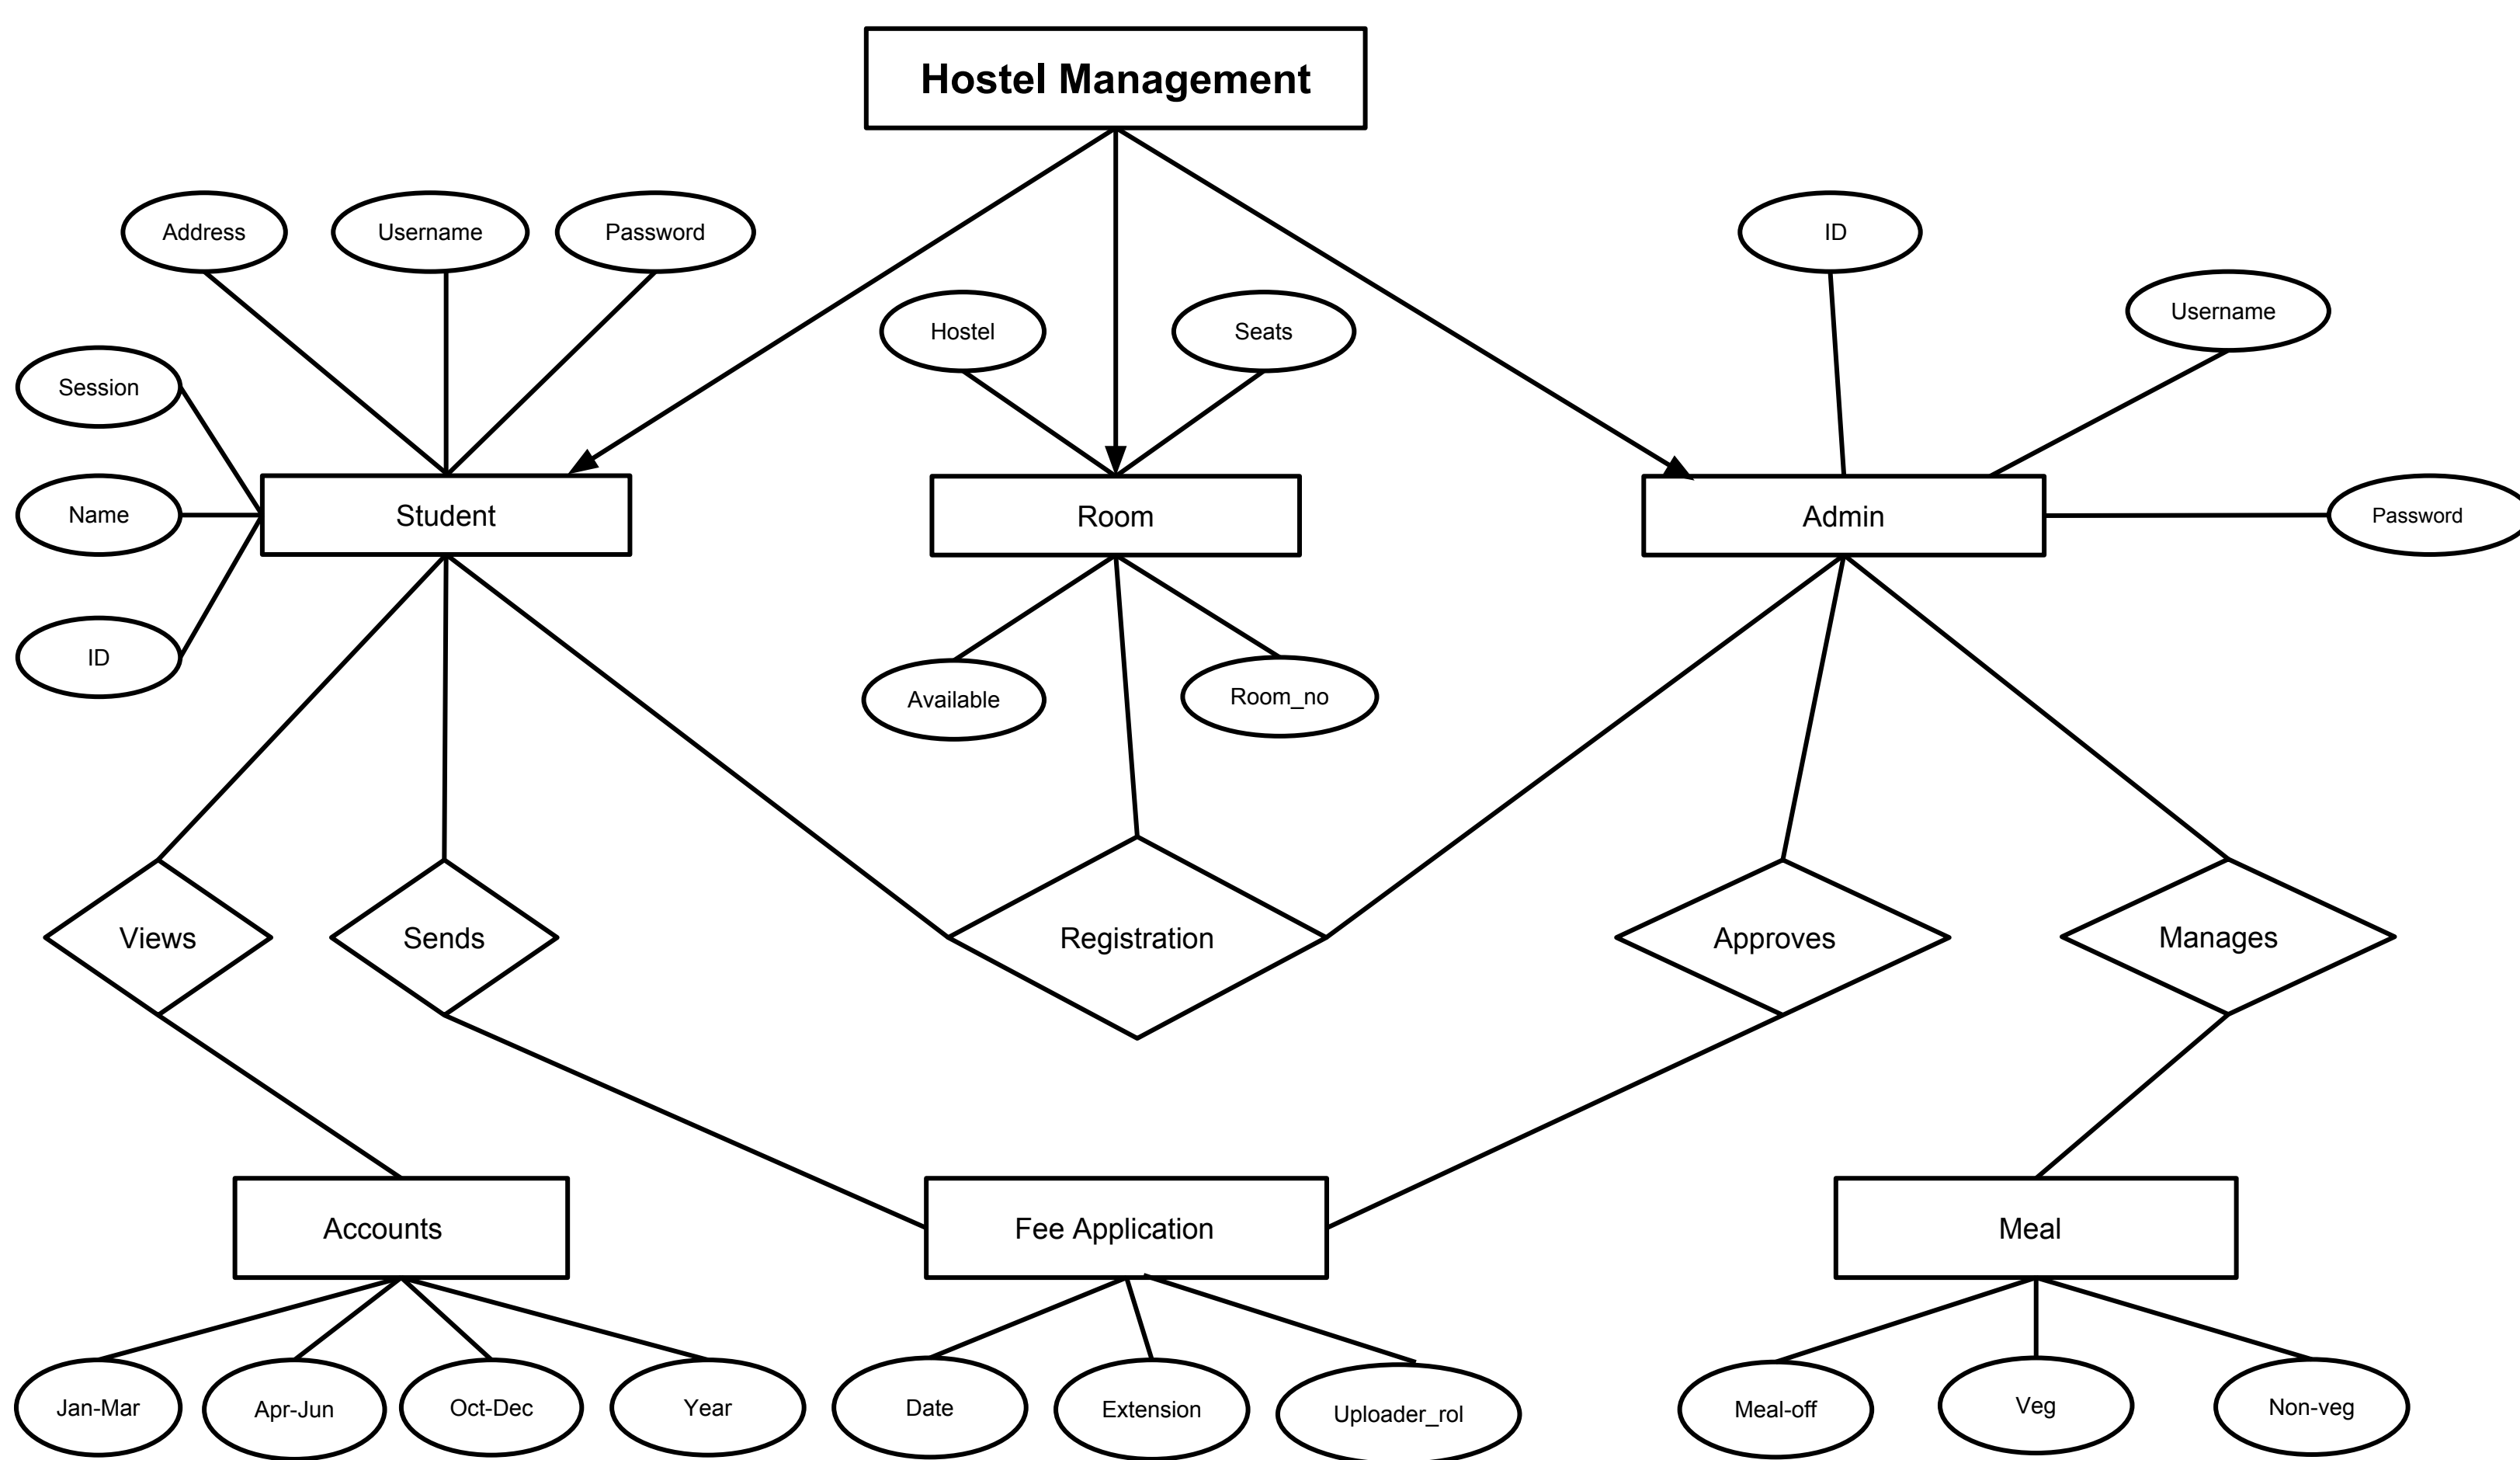 Hostel Management
Address
Username
Password
ID
Username
Hostel
Seats
Session
Name
Student
Room
Admin
Password
ID
Available
Room_no
Views
Sends
Registration
Approves
Manages
Accounts
Fee Application
Meal
Jan-Mar
Apr-Jun
Oct-Dec
Year
Date
Extension
Uploader_rol
Meal-off
Veg
Non-veg